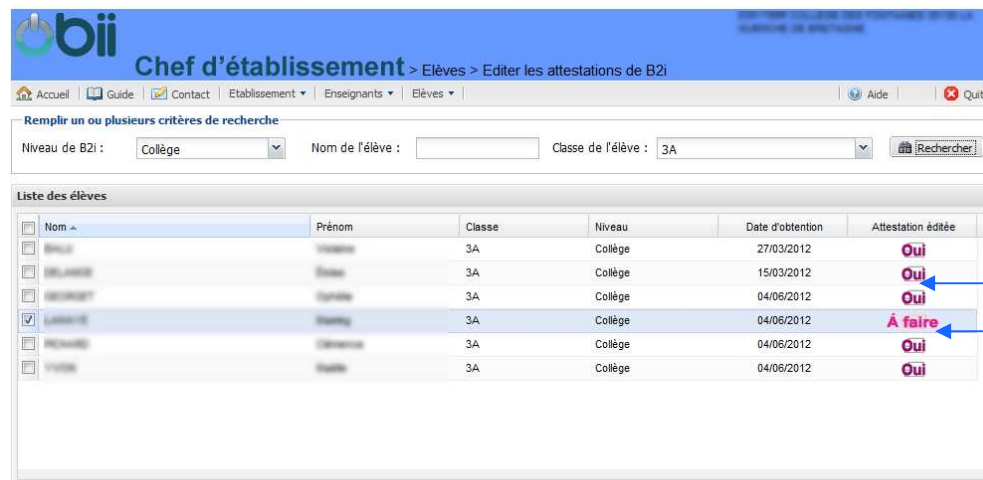 Obii
Chef d'établissement > Elèves > Editer les attestations de B2i
Accueil Guide Contact Etablissement Enseignants Elèves Aide Quit
Remplir un ou plusieurs critères de recherche
Niveau de B2i : Collège Nom de l'élève : Classe de l'élève : 3A Rechercher
Liste des élèves
Nom Prénom Classe Niveau Date d'obtention Attestation éditée
3A Collège 27/03/2012 Oui
3A Collège 15/03/2012 Oui
3A Collège 04/06/2012 Oui
3A Collège 04/06/2012 Á faire
3A Collège 04/06/2012 Oui
3A Collège 04/06/2012 Oui